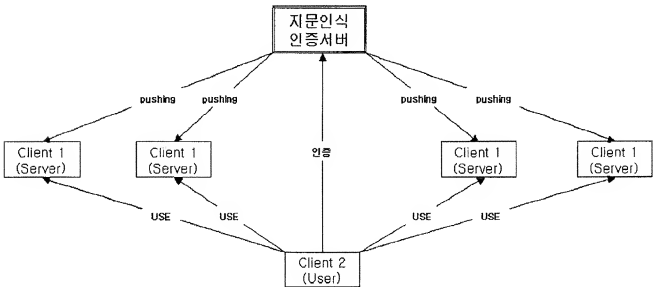 지문인식
인증서버
pushing
pushing
pushing
pushing
Client 1
(Server)
Client 1
(Server)
인증
Client 1
(Server)
Client 1
(Server)
USE
USE
USE
USE
Client 2
(User)